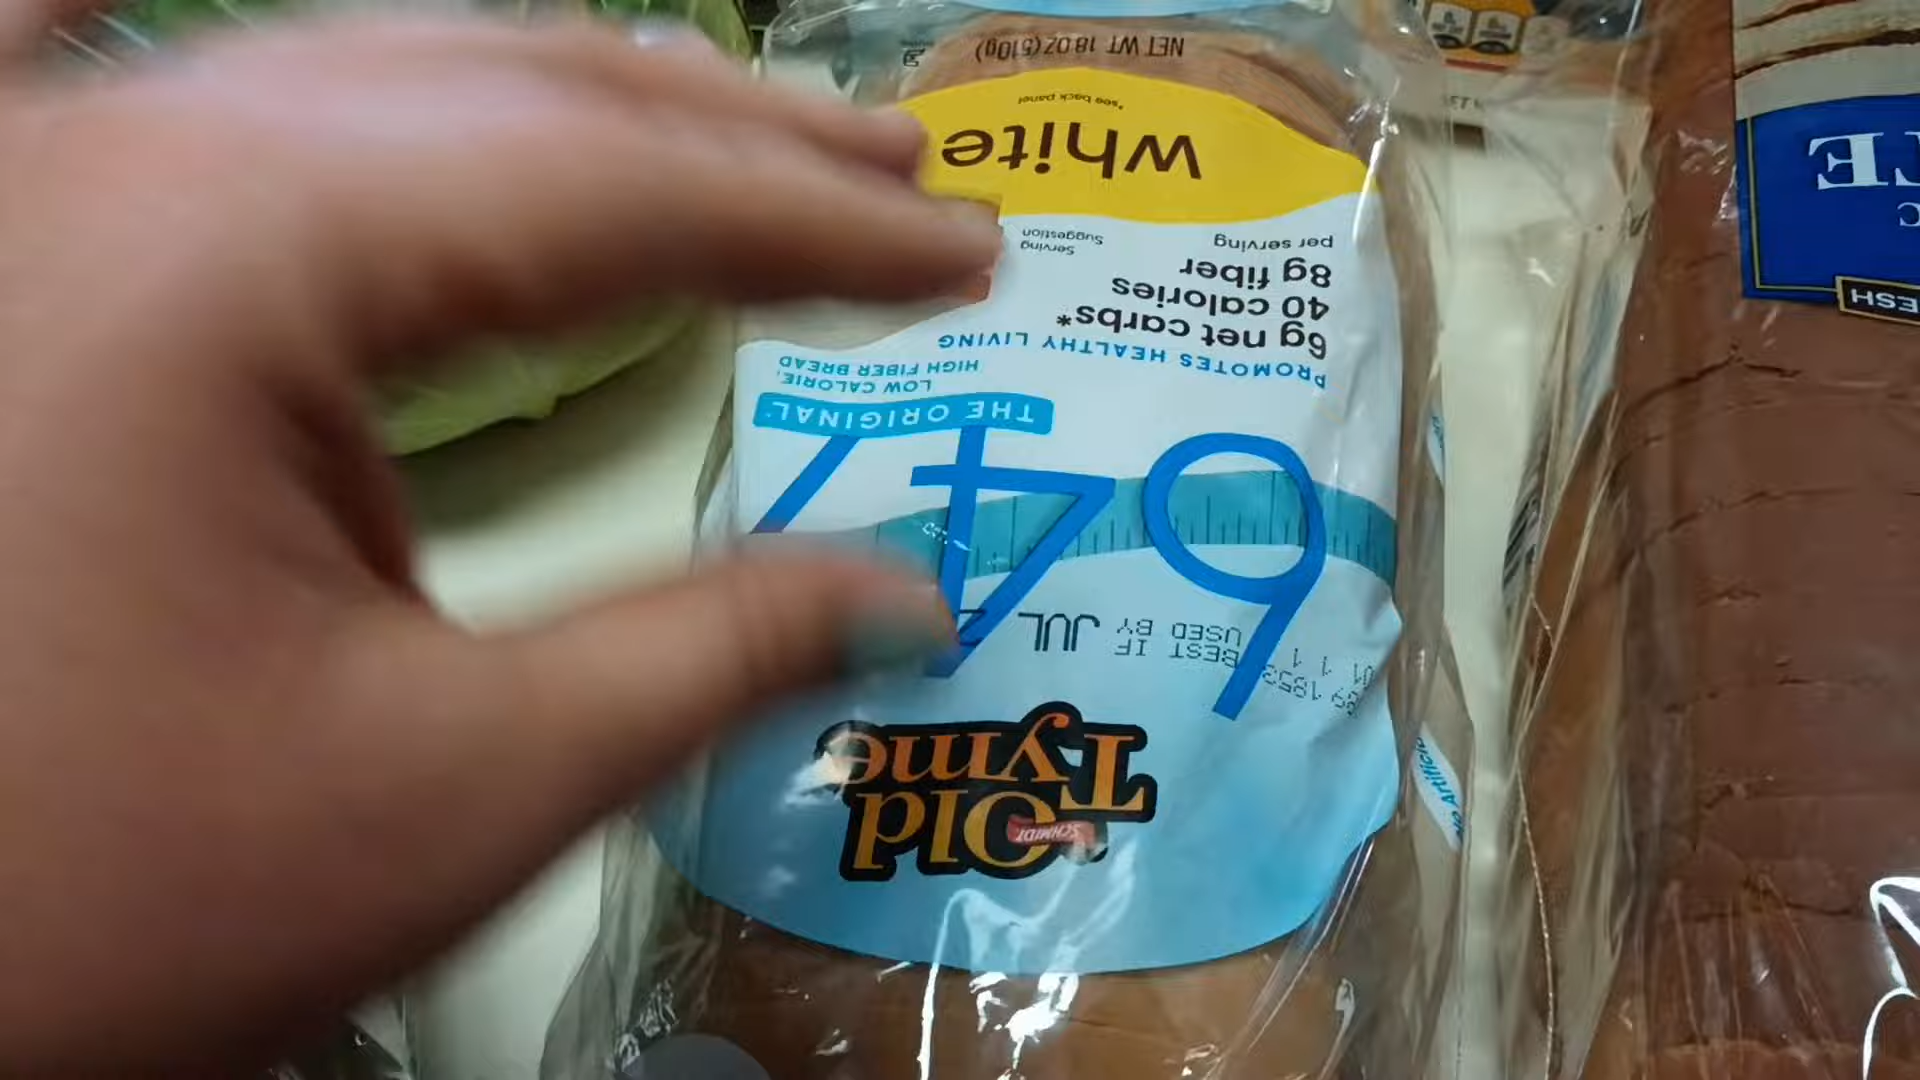 SCHMIDT
Old
Tyme
BEST IF
USED BY JUL
647
THE ORIGINAL
LOW CALORIE,
HIGH FIBER BREAD
PROMOTES HEALTHY LIVING
6g net carbs*
40 calories
8g fiber
per serving
Serving
Suggestion
white
*see back panel
NET WT 18 OZ (510g)
No Artificial